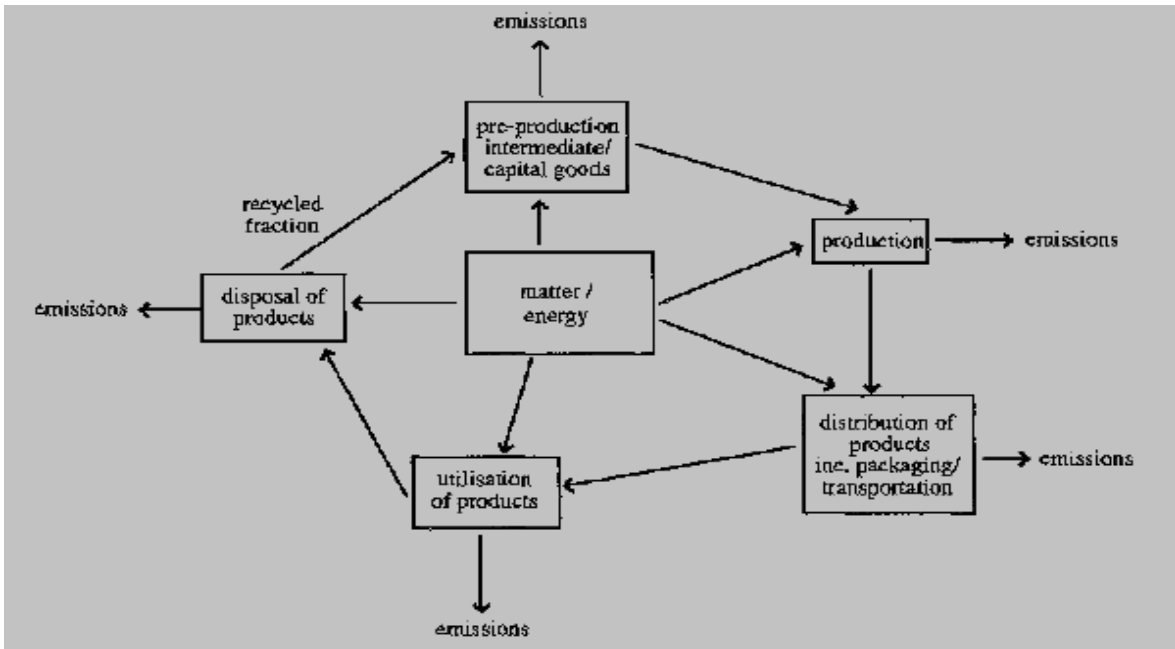 emissions
pre-production
intermediate/
capital goods
recycled
fraction
production
emissions
emissions
disposal of
products
matter /
energy
distribution of
products
inc. packaging/
transportation
emissions
utilisation
of products
emissions